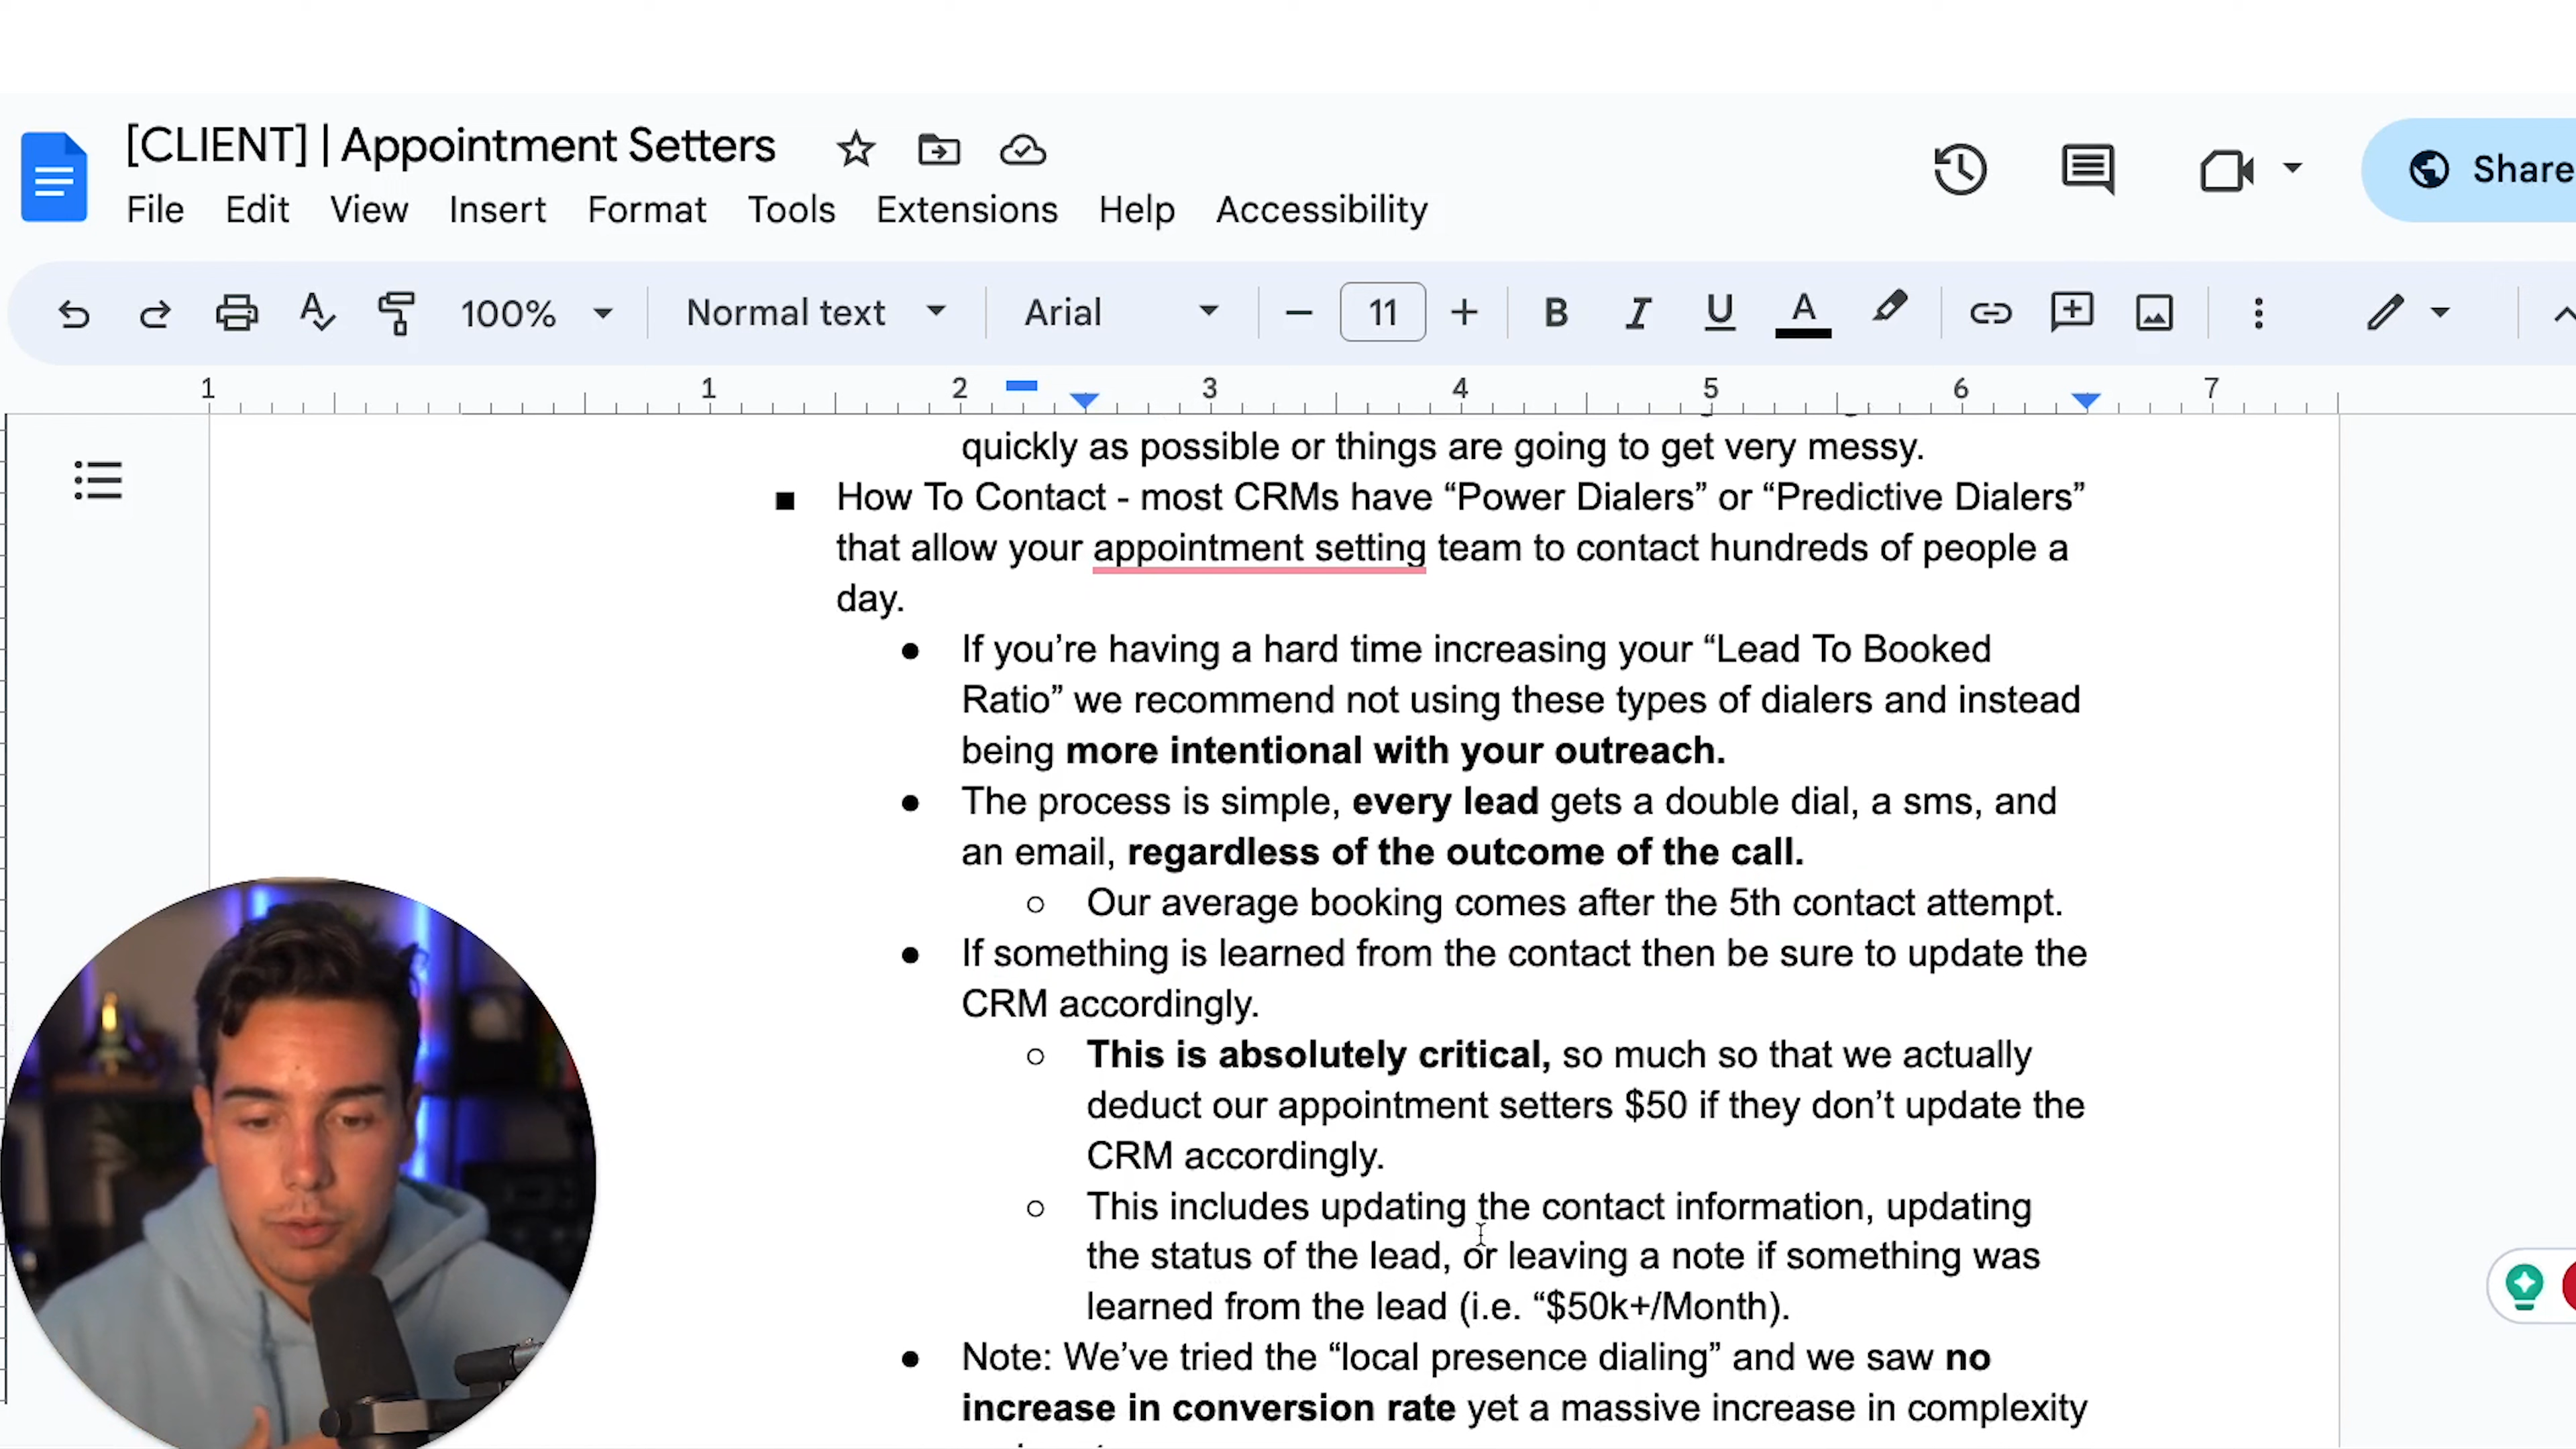 [CLIENT] | Appointment Setters
File Edit View Insert Format Tools Extensions Help Accessibility
Share
100% Normal text Arial 11 B I U A
1 1 2 3 4 5 6 7
quickly as possible or things are going to get very messy.
■ How To Contact - most CRMs have “Power Dialers” or “Predictive Dialers”
that allow your appointment setting team to contact hundreds of people a
day.
● If you’re having a hard time increasing your “Lead To Booked
Ratio” we recommend not using these types of dialers and instead
being more intentional with your outreach.
● The process is simple, every lead gets a double dial, a sms, and
an email, regardless of the outcome of the call.
○ Our average booking comes after the 5th contact attempt.
● If something is learned from the contact then be sure to update the
CRM accordingly.
○ This is absolutely critical, so much so that we actually
deduct our appointment setters $50 if they don’t update the
CRM accordingly.
○ This includes updating the contact information, updating
the status of the lead, or leaving a note if something was
learned from the lead (i.e. “$50k+/Month).
● Note: We’ve tried the “local presence dialing” and we saw no
increase in conversion rate yet a massive increase in complexity